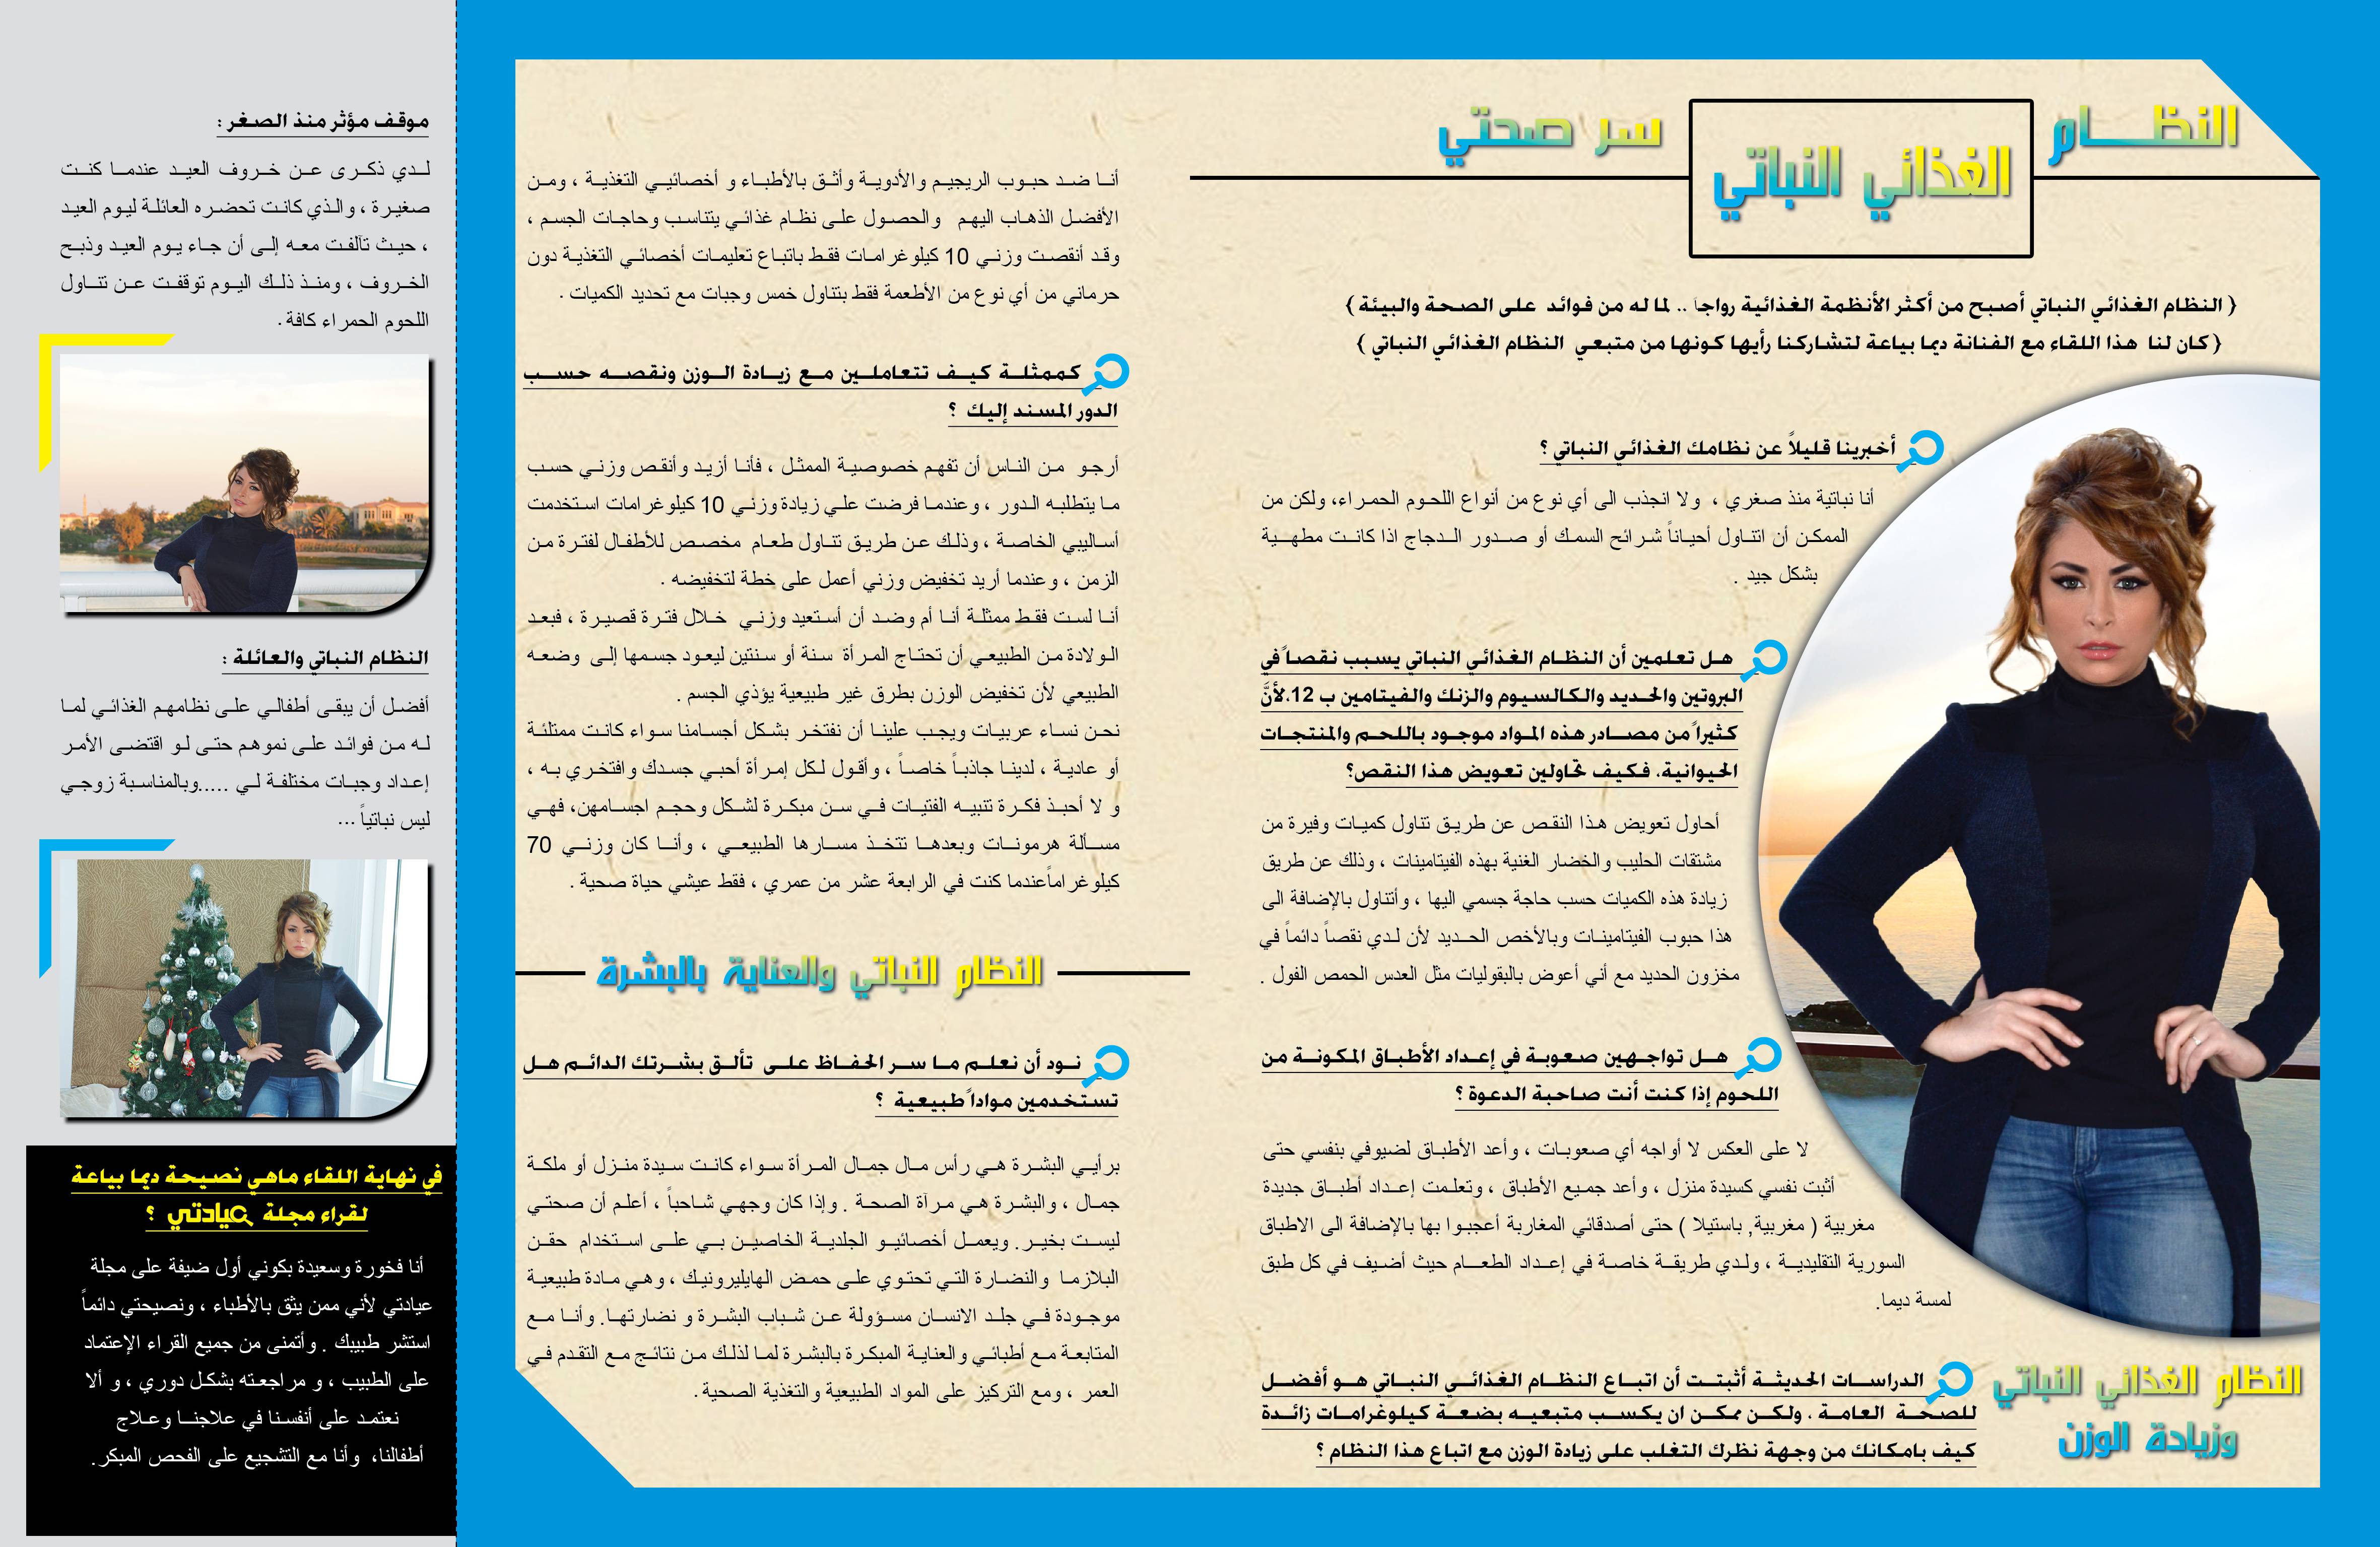 النظــــام
الغذائي النباتي
سر صحتي
( النظام الغذائي النباتي أصبح من أكثر الأنظمة الغذائية رواجا .. لما له من فوائد على الصحة والبيئة )
( كان لنا هذا اللقاء مع الفنانة ديما بياعة لتشاركنا رأيها كونها من متبعي النظام الغذائي النباتي )
أخبرينا قليلاً عن نظامك الغذائي النباتي ؟
أنا نباتية منذ صغري ، ولا انجذب الى أي نوع من أنواع اللحوم الحمراء، ولكن من
الممكن أن اتناول أحياناً شرائح السمك أو صدور الدجاج اذا كانت مطهية
بشكل جيد .
هل تعلمين أن النظام الغذائي النباتي يسبب نقصاً في
البروتين والحديد والكالسيوم والزنك والفيتامين ب 12.لأنَّ
كثيراً من مصادر هذه المواد موجود باللحم والمنتجات
الحيوانية. فكيف تحاولين تعويض هذا النقص؟
أحاول تعويض هذا النقص عن طريق تناول كميات وفيرة من
مشتقات الحليب والخضار الغنية بهذه الفيتامينات ، وذلك عن طريق
زيادة هذه الكميات حسب حاجة جسمي اليها ، وأتناول بالإضافة الى
هذا حبوب الفيتامينات وبالأخص الحديد لأن لدي نقصاً دائماً في
مخزون الحديد مع أني أعوض بالبقوليات مثل العدس الحمص الفول .
هل تواجهين صعوبة في إعداد الأطباق المكونة من
اللحوم إذا كنت أنت صاحبة الدعوة ؟
لا على العكس لا أواجه أي صعوبات ، وأعد الأطباق لضيوفي بنفسي حتى
أثبت نفسي كسيدة منزل ، وأعد جميع الأطباق ، وتعلمت إعداد أطباق جديدة
مغربية ( مغربية, باستيلا ) حتى أصدقائي المغاربة أعجبوا بها بالإضافة الى الاطباق
السورية التقليدية ، ولدي طريقة خاصة في إعداد الطعام حيث أضيف في كل طبق
لمسة ديما.
النظام الغذائي النباتي
وزيادة الوزن
الدراسات الحديثة أثبتت أن اتباع النظام الغذائي النباتي هو أفضل
للصحة العامة . ولكن ممكن ان يكسب متبعيه بضعة كيلوغرامات زائدة
كيف بامكانك من وجهة نظرك التغلب على زيادة الوزن مع اتباع هذا النظام ؟
أنا ضد حبوب الريجيم والأدوية وأثق بالأطباء و أخصائيي التغذية ، ومن
الأفضل الذهاب اليهم والحصول على نظام غذائي يتناسب وحاجات الجسم ،
وقد أنقصت وزني 10 كيلوغرامات فقط باتباع تعليمات أخصائي التغذية دون
حرماني من أي نوع من الأطعمة فقط بتناول خمس وجبات مع تحديد الكميات .
كممثلة كيف تتعاملين مع زيادة الوزن ونقصه حسب
الدور المسند إليك ؟
أرجو من الناس أن تفهم خصوصية الممثل ، فأنا أزيد وأنقص وزني حسب
ما يتطلبه الدور ، وعندما فرضت علي زيادة وزني 10 كيلوغرامات استخدمت
أساليبي الخاصة ، وذلك عن طريق تناول طعام مخصص للأطفال لفترة من
الزمن ، وعندما أريد تخفيض وزني أعمل على خطة لتخفيضه .
أنا لست فقط ممثلة أنا أم وضد أن أستعيد وزني خلال فترة قصيرة ، فبعد
الولادة من الطبيعي أن تحتاج المرأة سنة أو سنتين ليعود جسمها إلى وضعه
الطبيعي لأن تخفيض الوزن بطرق غير طبيعية يؤذي الجسم .
نحن نساء عربيات ويجب علينا أن نفتخر بشكل أجسامنا سواء كانت ممتلئة
أو عادية ، لدينا جاذباً خاصاً ، وأقول لكل إمرأة أحبي جسدك وافتخري به ،
و لا أحبذ فكرة تنبيه الفتيات في سن مبكرة لشكل وحجم اجسامهن، فهي
مسألة هرمونات وبعدها تتخذ مسارها الطبيعي ، وأنا كان وزني 70
كيلوغراماًعندما كنت في الرابعة عشر من عمري ، فقط عيشي حياة صحية .
النظام النباتي والعناية بالبشرة
نود أن نعلم ما سر الحفاظ على تألق بشرتك الدائم هل
تستخدمين مواداً طبيعية ؟
برأيي البشرة هي رأس مال جمال المرأة سواء كانت سيدة منزل أو ملكة
جمال ، والبشرة هي مرآة الصحة . وإذا كان وجهي شاحباً ، أعلم أن صحتي
ليست بخير. ويعمل أخصائيو الجلدية الخاصين بي على استخدام حقن
البلازما والنضارة التي تحتوي على حمض الهايليرونيك ، وهي مادة طبيعية
موجودة في جلد الانسان مسؤولة عن شباب البشرة و نضارتها. وأنا مع
المتابعة مع أطبائي والعناية المبكرة بالبشرة لما لذلك من نتائج مع التقدم في
العمر ، ومع التركيز على المواد الطبيعية والتغذية الصحية.
موقف مؤثر منذ الصغر :
لدي ذكرى عن خروف العيد عندما كنت
صغيرة ، والذي كانت تحضره العائلة ليوم العيد
، حيث تآلفت معه إلى أن جاء يوم العيد وذبح
الخروف ، ومنذ ذلك اليوم توقفت عن تناول
اللحوم الحمراء كافة.
النظام النباتي والعائلة :
أفضل أن يبقى أطفالي على نظامهم الغذائي لما
له من فوائد على نموهم حتى لو اقتضى الأمر
إعداد وجبات مختلفة لي .....وبالمناسبة زوجي
ليس نباتياً ...
في نهاية اللقاء ماهي نصيحة ديما بياعة
لقراء مجلة عيادتي ؟
أنا فخورة وسعيدة بكوني أول ضيفة على مجلة
عيادتي لأني ممن يثق بالأطباء ، ونصيحتي دائماً
استشر طبيبك . وأتمنى من جميع القراء الإعتماد
على الطبيب ، و مراجعته بشكل دوري ، و ألا
نعتمد على أنفسنا في علاجنا وعلاج
أطفالنا، وأنا مع التشجيع على الفحص المبكر.